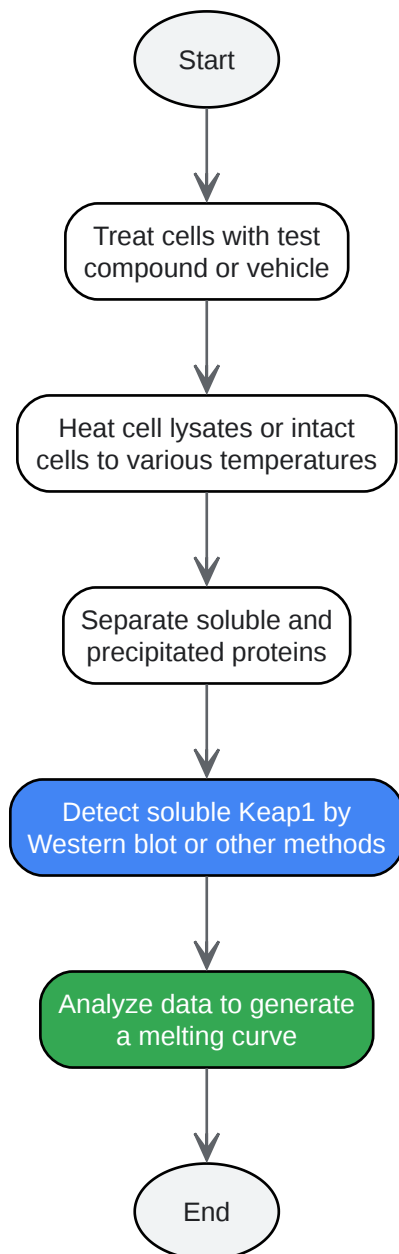 Start
Treat cells with test
compound or vehicle
Heat cell lysates or intact
cells to various temperatures
Separate soluble and
precipitated proteins
Detect soluble Keap1 by
Western blot or other methods
Analyze data to generate
a melting curve
End